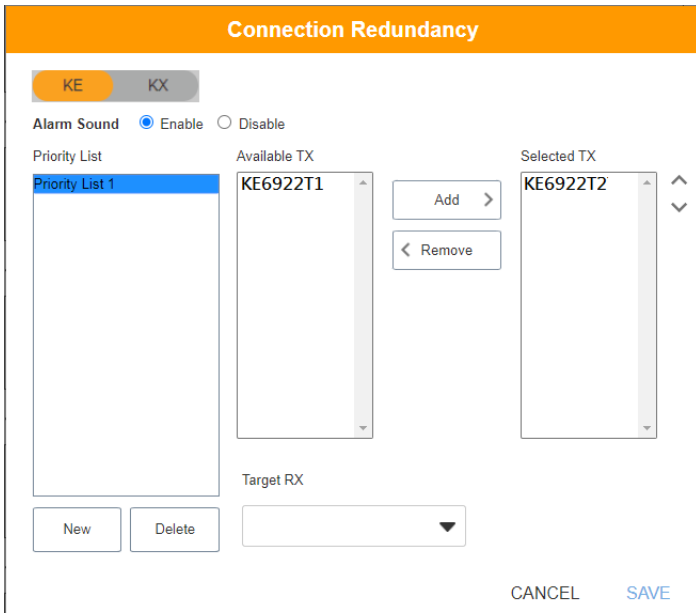 Connection Redundancy
KE KX
Alarm Sound Enable Disable
Priority List Available TX Selected TX
Priority List 1 KE6922T1 KE6922T2
Add
Remove
Target RX
New Delete
CANCEL SAVE